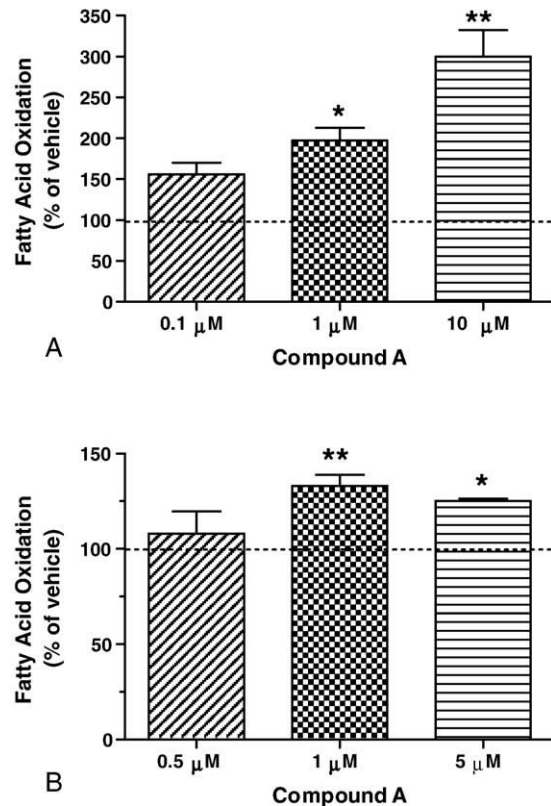 Fatty Acid Oxidation
(% of vehicle)
350
300
250
200
150
100
50
0
*
**
0.1 μM
1 μM
10 μM
Compound A
A
Fatty Acid Oxidation
(% of vehicle)
150
100
50
0
**
*
0.5 μM
1 μM
5 μM
Compound A
B